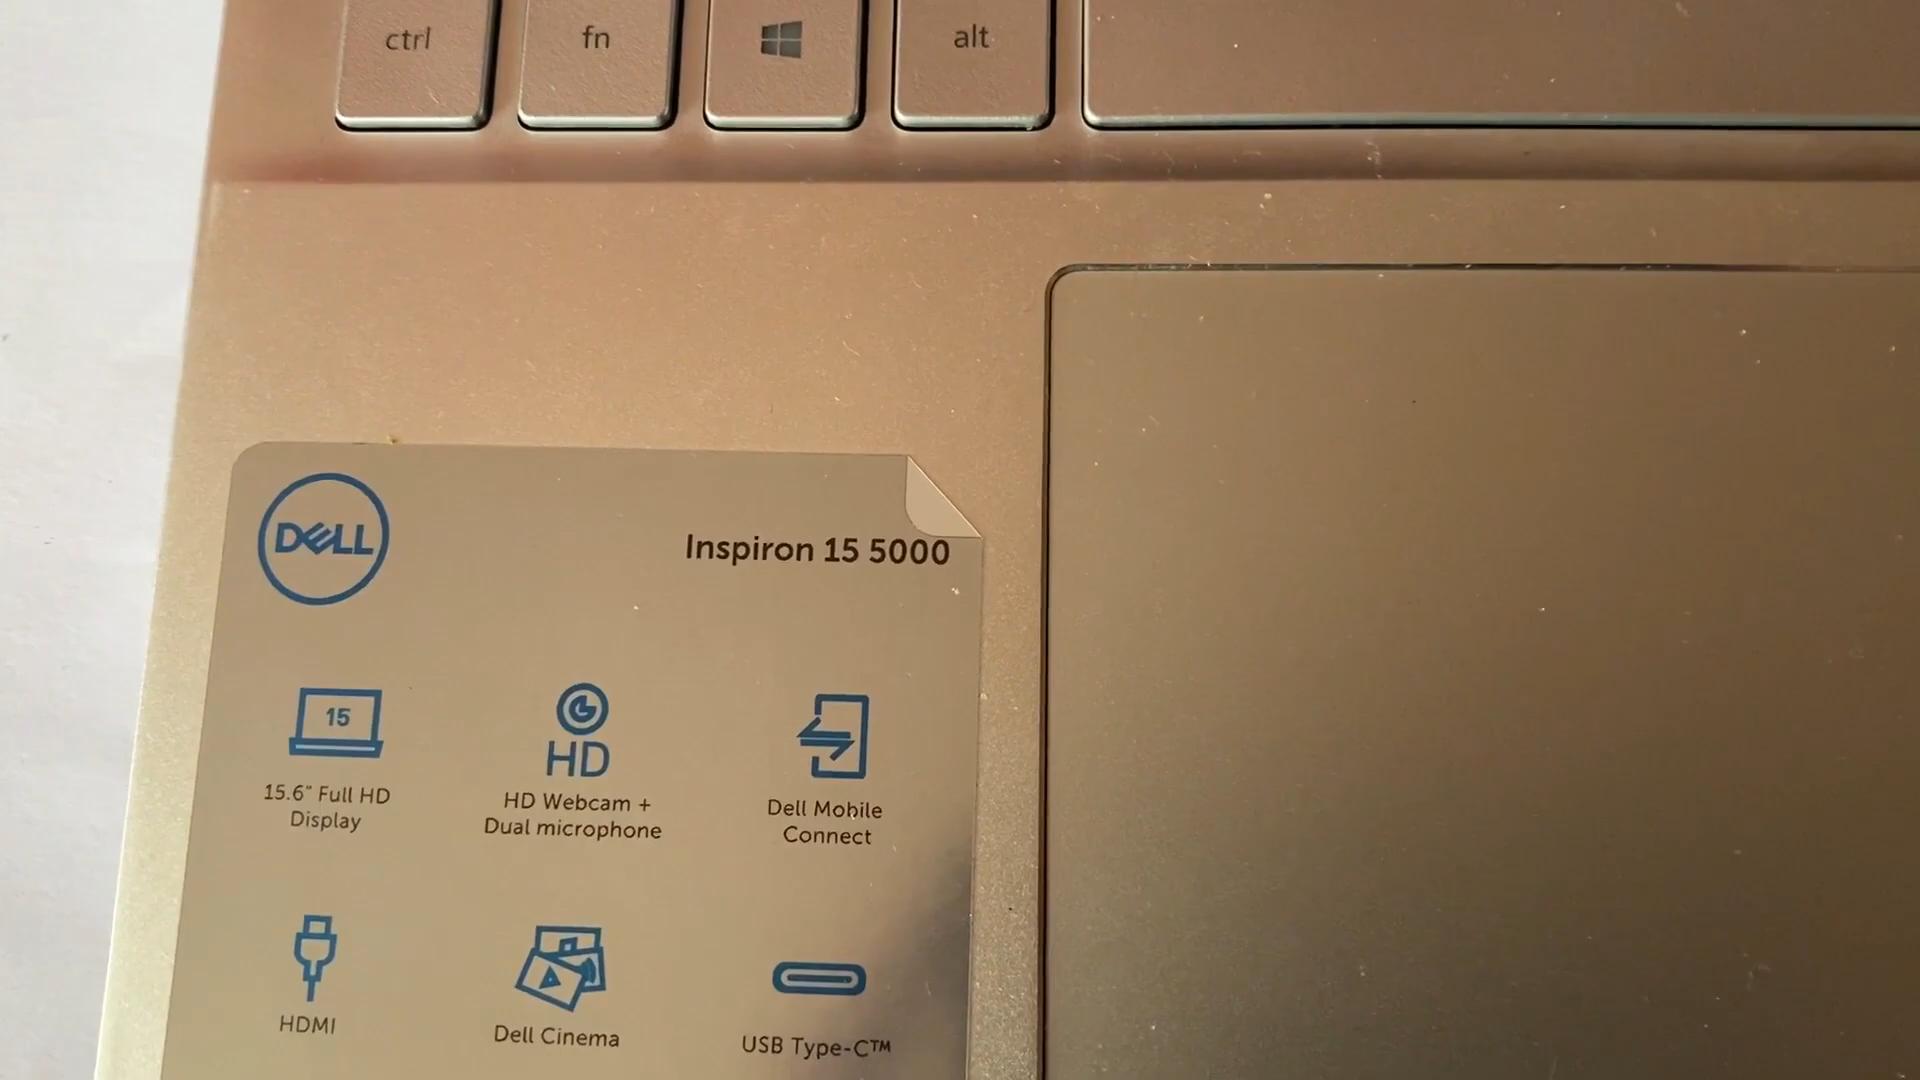 ctrl fn alt
DELL
Inspiron 15 5000
15
HD
15.6" Full HD
Display
HD Webcam +
Dual microphone
Dell Mobile
Connect
HDMI
Dell Cinema
USB Type-C™